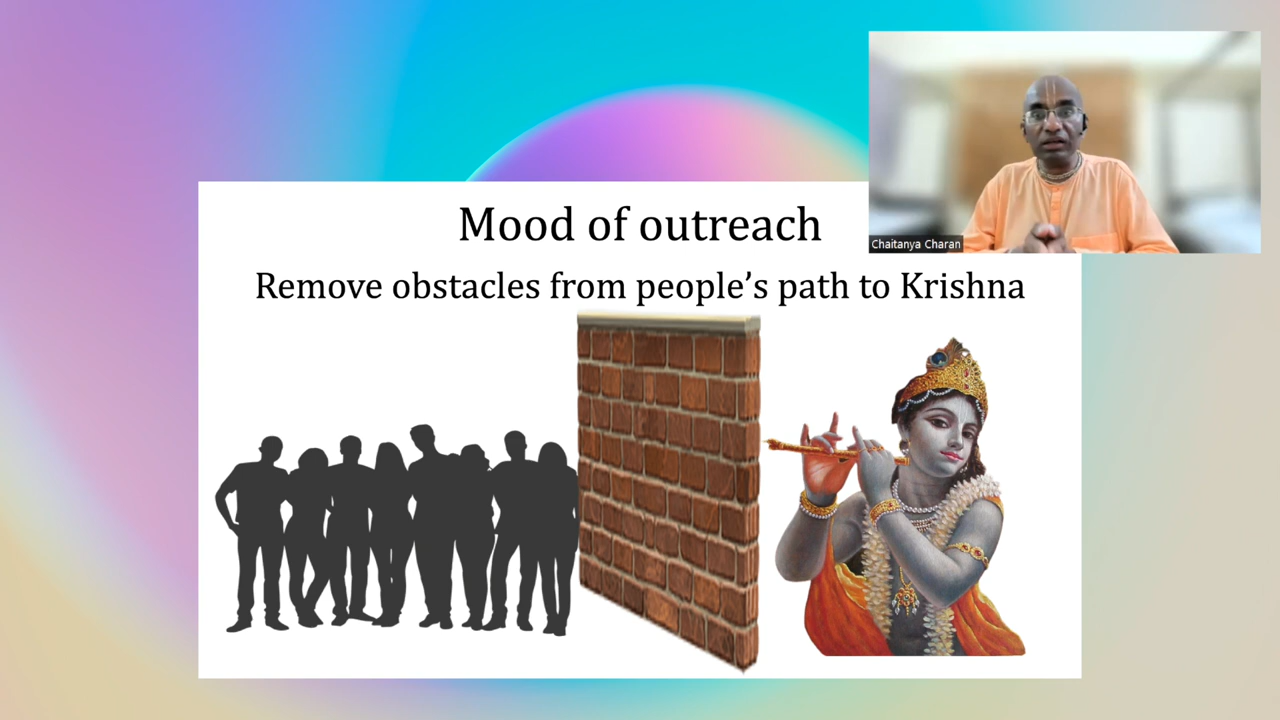 Mood of outreach
Remove obstacles from people’s path to Krishna
Chaitanya Charan